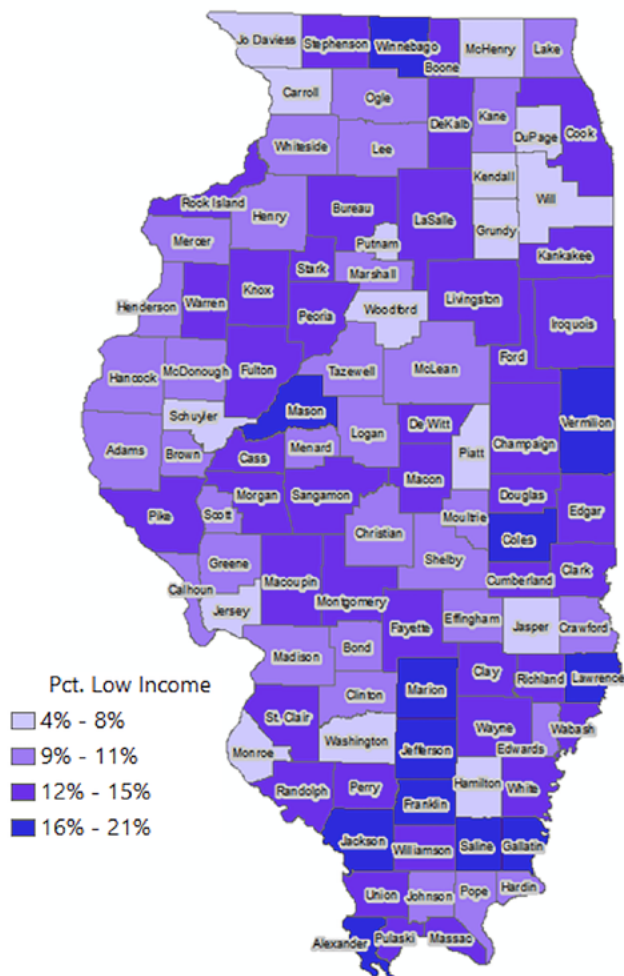 Jo Daviess
Stephenson
Winnebago
Boone
McHenry
Lake
Carroll
Ogle
DeKalb
Kane
DuPage
Cook
Whiteside
Lee
Kendall
Will
Rock Island
Henry
Bureau
LaSalle
Grundy
Putnam
Mercer
Kankakee
Stark
Marshall
Knox
Warren
Henderson
Peoria
Woodford
Livingston
Iroquois
Ford
Hancock
McDonough
Fulton
Tazewell
McLean
Schuyler
Mason
Logan
De Witt
Vermilion
Champaign
Piatt
Adams
Brown
Menard
Cass
Macon
Morgan
Sangamon
Douglas
Pike
Scott
Moultrie
Edgar
Christian
Coles
Shelby
Greene
Calhoun
Macoupin
Cumberland
Clark
Jersey
Montgomery
Fayette
Effingham
Jasper
Crawford
Bond
Madison
Clay
Richland
Lawrence
Marion
Clinton
St. Clair
Wayne
Edwards
Wabash
Monroe
Washington
Jefferson
Hamilton
White
Randolph
Perry
Franklin
Jackson
Williamson
Saline
Gallatin
Union
Johnson
Pope
Hardin
Alexander
Pulaski
Massac
Pct. Low Income
4% - 8%
9% - 11%
12% - 15%
16% - 21%